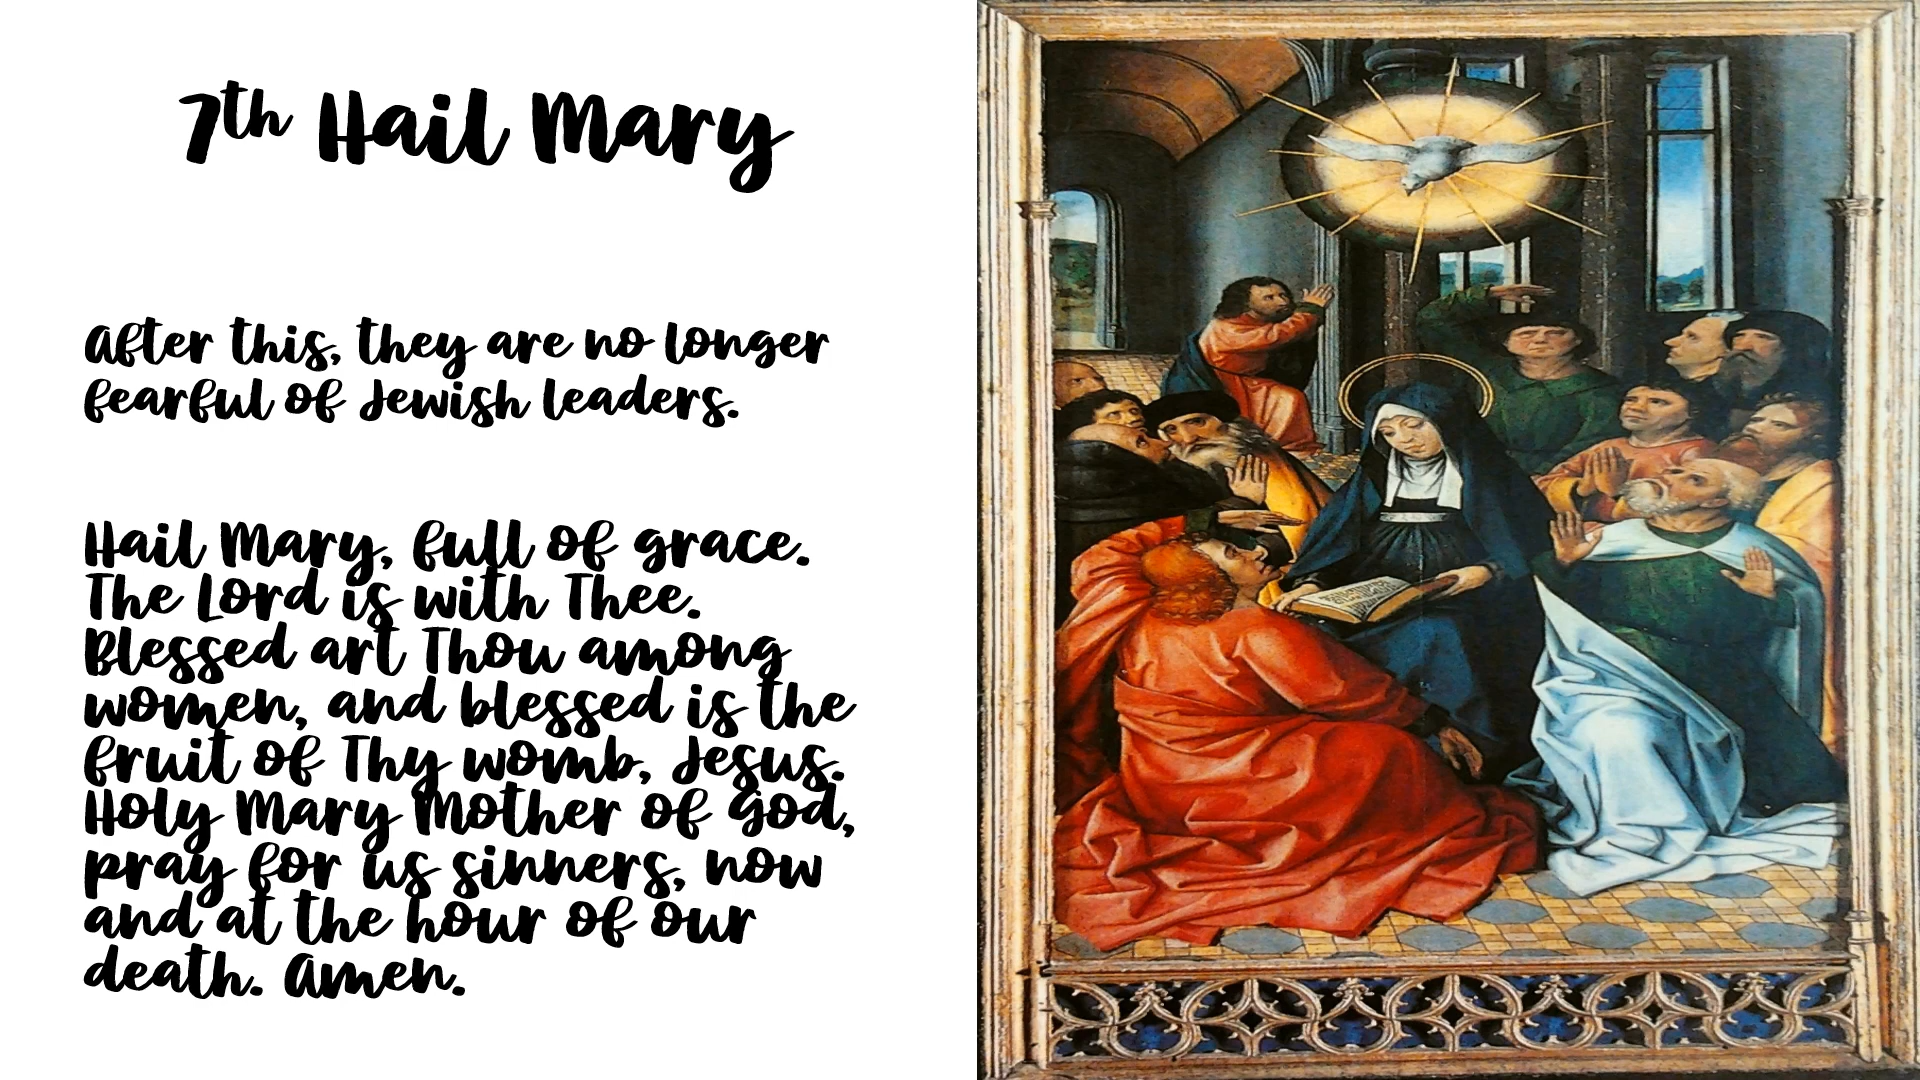 7th Hail Mary
After this, they are no longer
fearful of Jewish leaders.
Hail Mary, full of grace.
The Lord is with Thee.
Blessed art Thou among
women, and blessed is the
fruit of Thy womb, Jesus.
Holy Mary Mother of God,
pray for us sinners, now
and at the hour of our
death. Amen.